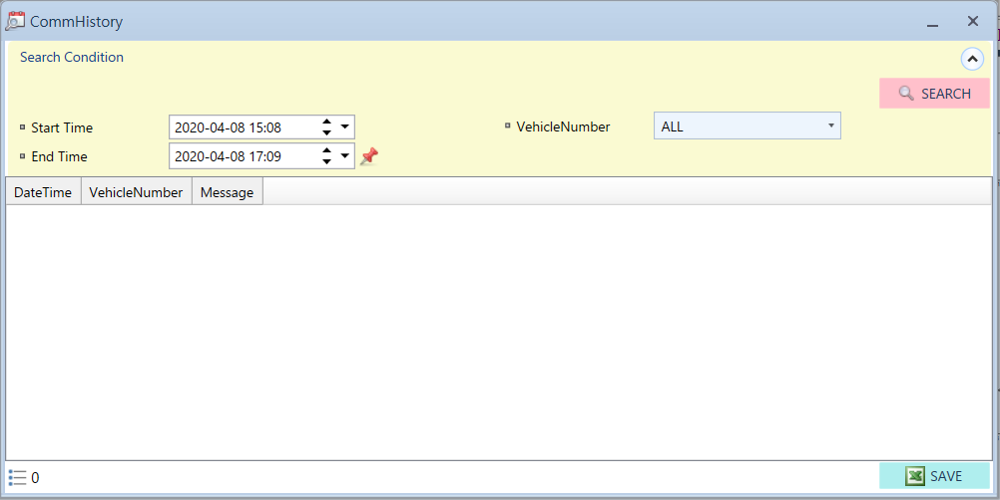 CommHistory
Search Condition
SEARCH
Start Time 2020-04-08 15:08 VehicleNumber ALL
End Time 2020-04-08 17:09
DateTime VehicleNumber Message
0 SAVE